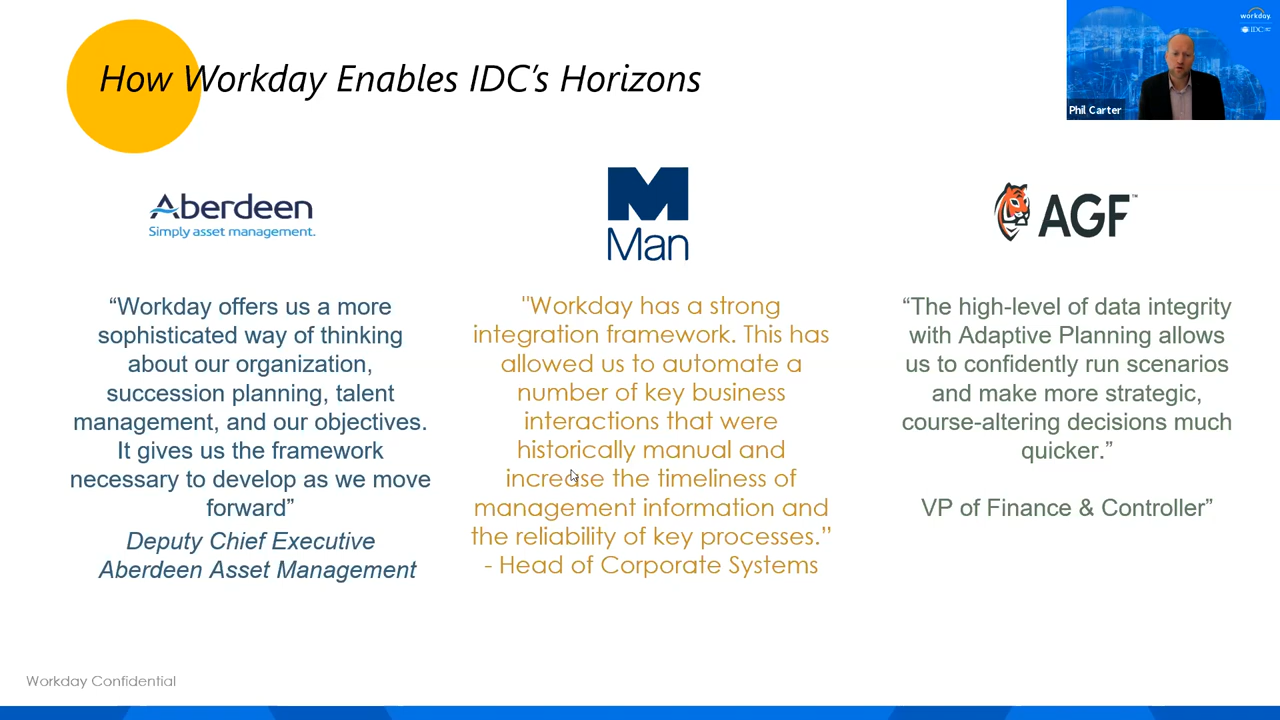 How Workday Enables IDC's Horizons
workday.
IDC
Phil Carter
Aberdeen
Simply asset management.
“Workday offers us a more
sophisticated way of thinking
about our organization,
succession planning, talent
management, and our objectives.
It gives us the framework
necessary to develop as we move
forward”
Deputy Chief Executive
Aberdeen Asset Management
M
Man
"Workday has a strong
integration framework. This has
allowed us to automate a
number of key business
interactions that were
historically manual and
increase the timeliness of
management information and
the reliability of key processes.”
- Head of Corporate Systems
AGF™
“The high-level of data integrity
with Adaptive Planning allows
us to confidently run scenarios
and make more strategic,
course-altering decisions much
quicker.”
VP of Finance & Controller”
Workday Confidential